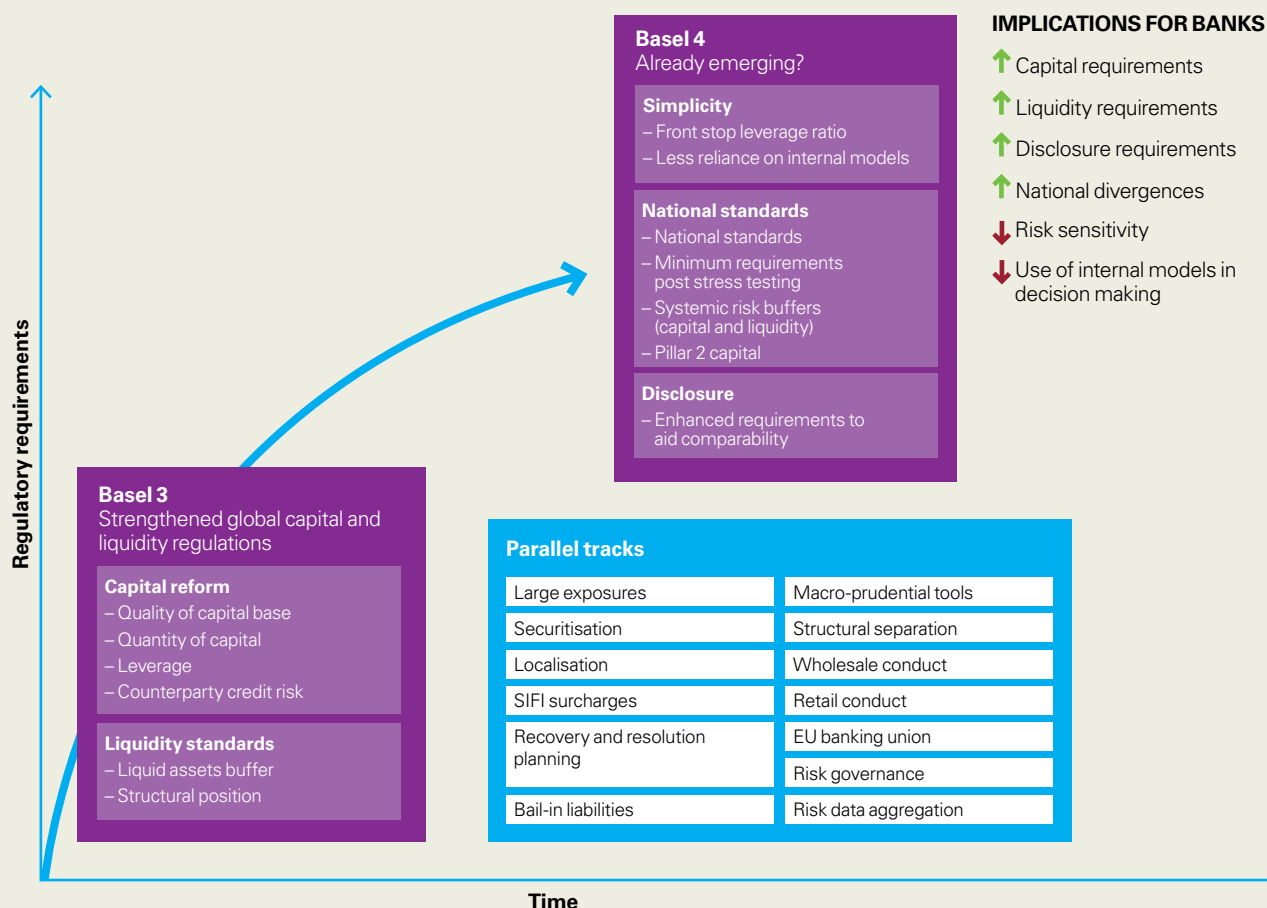 Regulatory requirements
Basel 3
Strengthened global capital and
liquidity regulations
Capital reform
– Quality of capital base
– Quantity of capital
– Leverage
– Counterparty credit risk
Liquidity standards
– Liquid assets buffer
– Structural position
Basel 4
Already emerging?
Simplicity
– Front stop leverage ratio
– Less reliance on internal models
National standards
– National standards
– Minimum requirements
post stress testing
– Systemic risk buffers
(capital and liquidity)
– Pillar 2 capital
Disclosure
– Enhanced requirements to
aid comparability
IMPLICATIONS FOR BANKS
Capital requirements
Liquidity requirements
Disclosure requirements
National divergences
Risk sensitivity
Use of internal models in
decision making
Parallel tracks
Large exposures
Securitisation
Localisation
SIFI surcharges
Recovery and resolution
planning
Bail-in liabilities
Macro-prudential tools
Structural separation
Wholesale conduct
Retail conduct
EU banking union
Risk governance
Risk data aggregation
Time